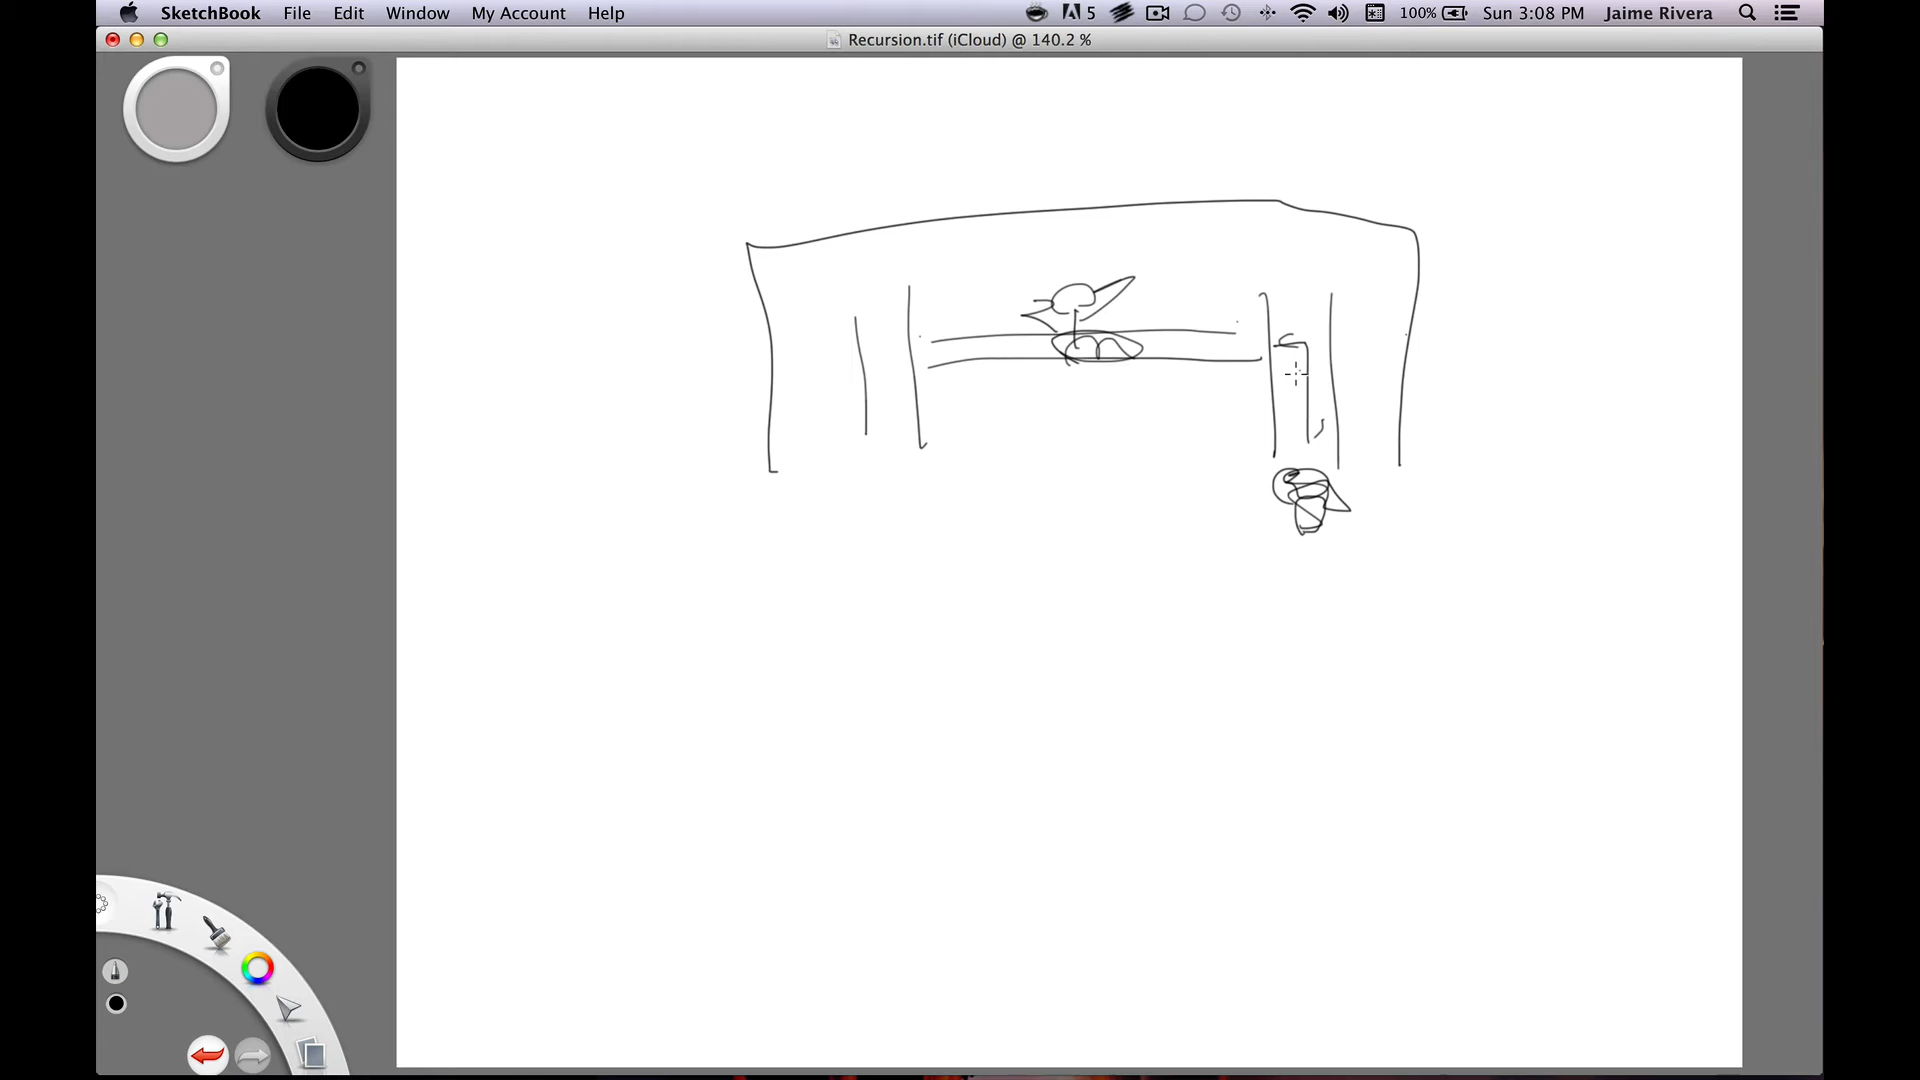 SketchBook File Edit Window My Account Help 5 100% Sun 3:08 PM Jaime Rivera
Recursion.tif (iCloud) @ 140.2 %